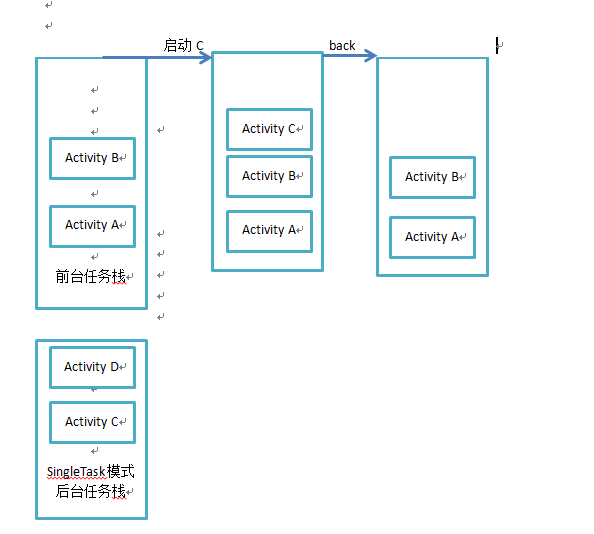 启动 C
back
Activity B
Activity A
前台任务栈
Activity C
Activity B
Activity A
Activity B
Activity A
Activity D
Activity C
SingleTask模式
后台任务栈